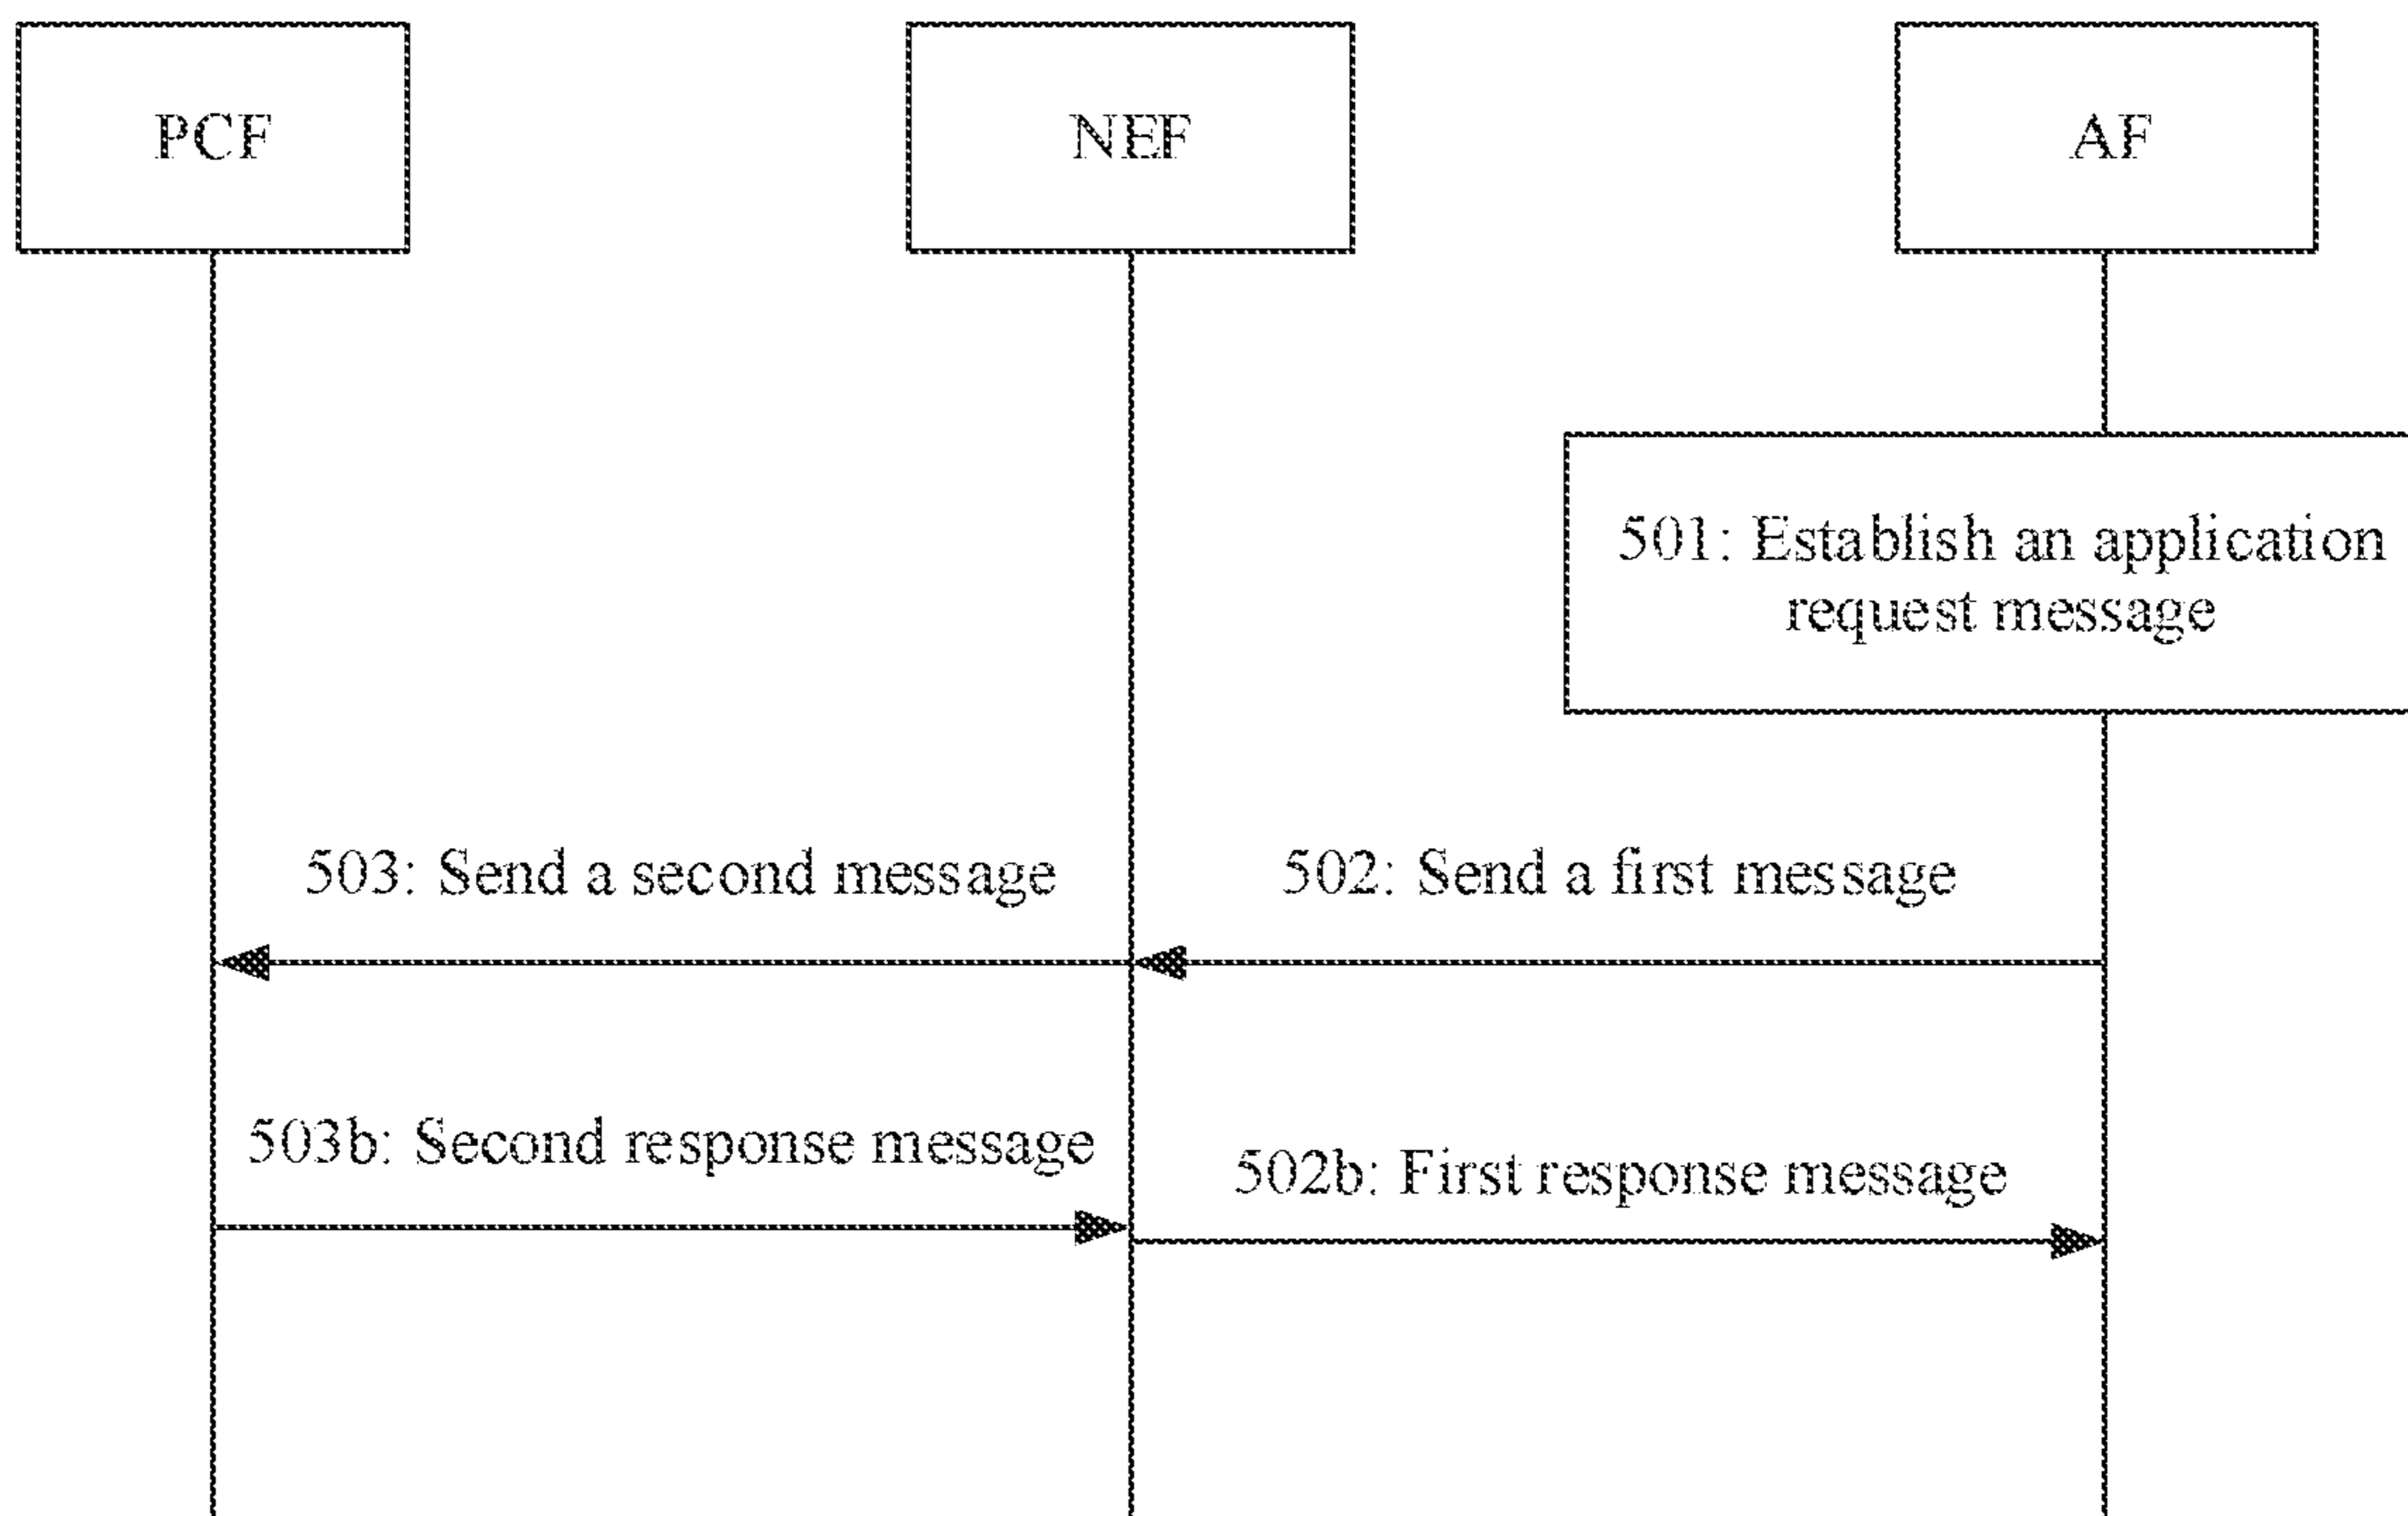 PCF
NEF
AF
501: Establish an application
request message
503: Send a second message
502: Send a first message
503b: Second response message
502b: First response message